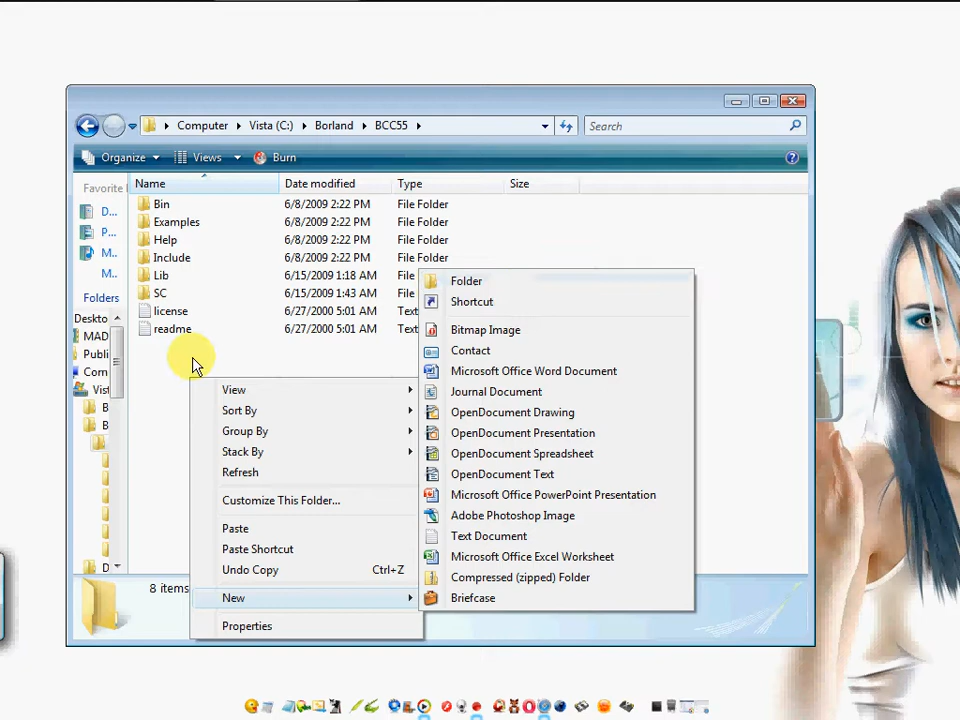 Computer Vista (C:) Borland BCC55 Search
Organize Views Burn
Favorite Name Date modified Type Size
Bin 6/8/2009 2:22 PM File Folder
D... Examples 6/8/2009 2:22 PM File Folder
P... Help 6/8/2009 2:22 PM File Folder
M... Include 6/8/2009 2:22 PM File Folder
M... Lib 6/15/2009 1:18 AM File
Folders SC 6/15/2009 1:43 AM File
license 6/27/2000 5:01 AM Text
Deskto readme 6/27/2000 5:01 AM Text
MAD
Publi
Com
Vist
B
B
D
8 items
View
Sort By
Group By
Stack By
Refresh
Customize This Folder...
Paste
Paste Shortcut
Undo Copy Ctrl+Z
New
Properties
Folder
Shortcut
Bitmap Image
Contact
Microsoft Office Word Document
Journal Document
OpenDocument Drawing
OpenDocument Presentation
OpenDocument Spreadsheet
OpenDocument Text
Microsoft Office PowerPoint Presentation
Adobe Photoshop Image
Text Document
Microsoft Office Excel Worksheet
Compressed (zipped) Folder
Briefcase